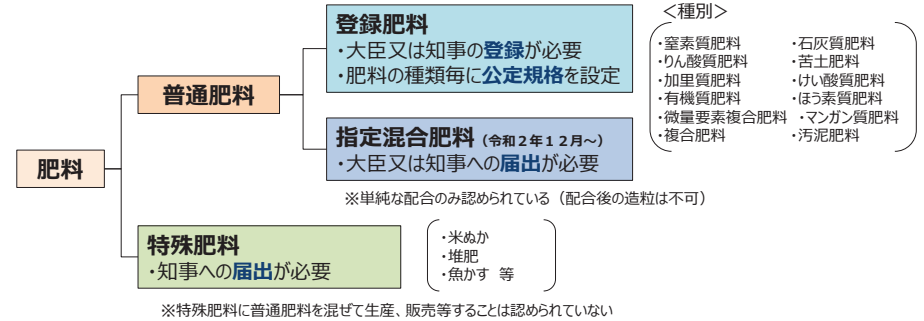 登録肥料
・大臣又は知事の登録が必要
・肥料の種類毎に公定規格を設定
<種別>
・窒素質肥料
・りん酸質肥料
・加里質肥料
・有機質肥料
・微量要素複合肥料
・複合肥料
・石灰質肥料
・苦土肥料
・けい酸質肥料
・ほう素質肥料
・マンガン質肥料
・汚泥肥料
普通肥料
指定混合肥料(令和2年12月~)
・大臣又は知事への届出が必要
※単純な配合のみ認められている(配合後の造粒は不可)
肥料
特殊肥料
・知事への届出が必要
・米ぬか
・堆肥
・魚かす 等
※特殊肥料に普通肥料を混ぜて生産、販売等することは認められていない